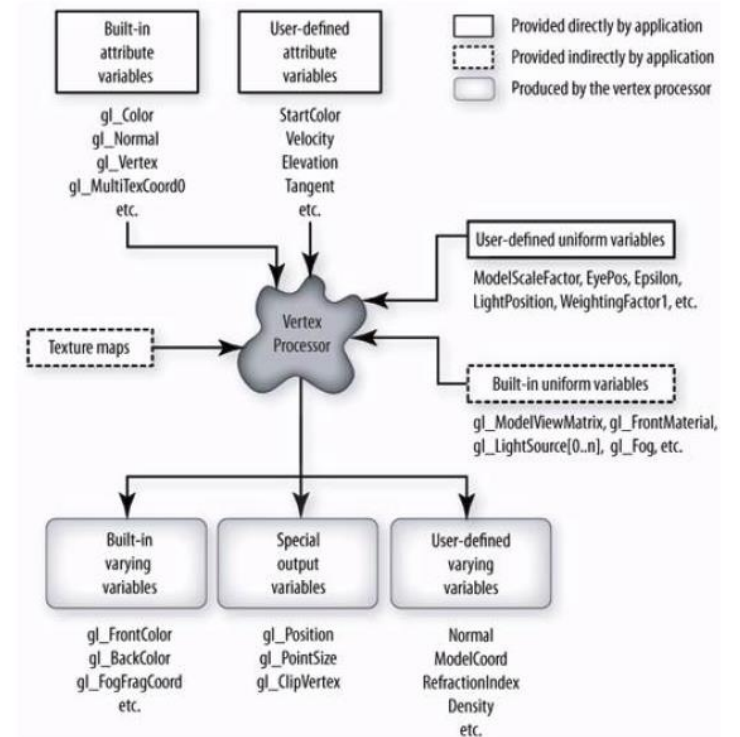 Built-in
attribute
variables
User-defined
attribute
variables
Provided directly by application
Provided indirectly by application
Produced by the vertex processor
gl_Color
gl_Normal
gl_Vertex
gl_MultiTexCoord0
etc.
StartColor
Velocity
Elevation
Tangent
etc.
User-defined uniform variables
ModelScaleFactor, EyePos, Epsilon,
LightPosition, WeightingFactor1, etc.
Vertex
Processor
Texture maps
Built-in uniform variables
gl_ModelViewMatrix, gl_FrontMaterial,
gl_LightSource[0..n], gl_Fog, etc.
Built-in
varying
variables
Special
output
variables
User-defined
varying
variables
gl_FrontColor
gl_BackColor
gl_FogFragCoord
etc.
gl_Position
gl_PointSize
gl_ClipVertex
Normal
ModelCoord
RefractionIndex
Density
etc.